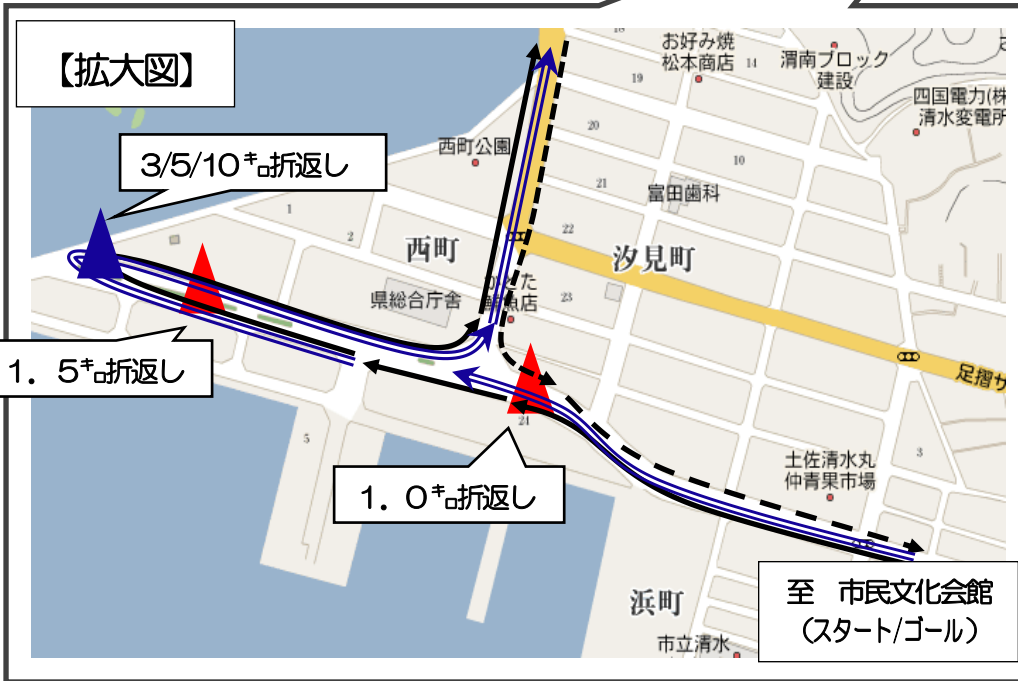 【拡大図】
お好み焼
松本商店
渭南ブロック
建設
四国電力(株
清水変電所
18
14
19
20
10
21
22
23
西町公園
3/5/10㌔折返し
富田歯科
1
2
西町
汐見町
県総合庁舎
鮮魚店
1．5㌔折返し
足摺サ
24
5
3
土佐清水丸
仲青果市場
1．0㌔折返し
浜町
市立清水
至　市民文化会館
（スタート/ゴール）